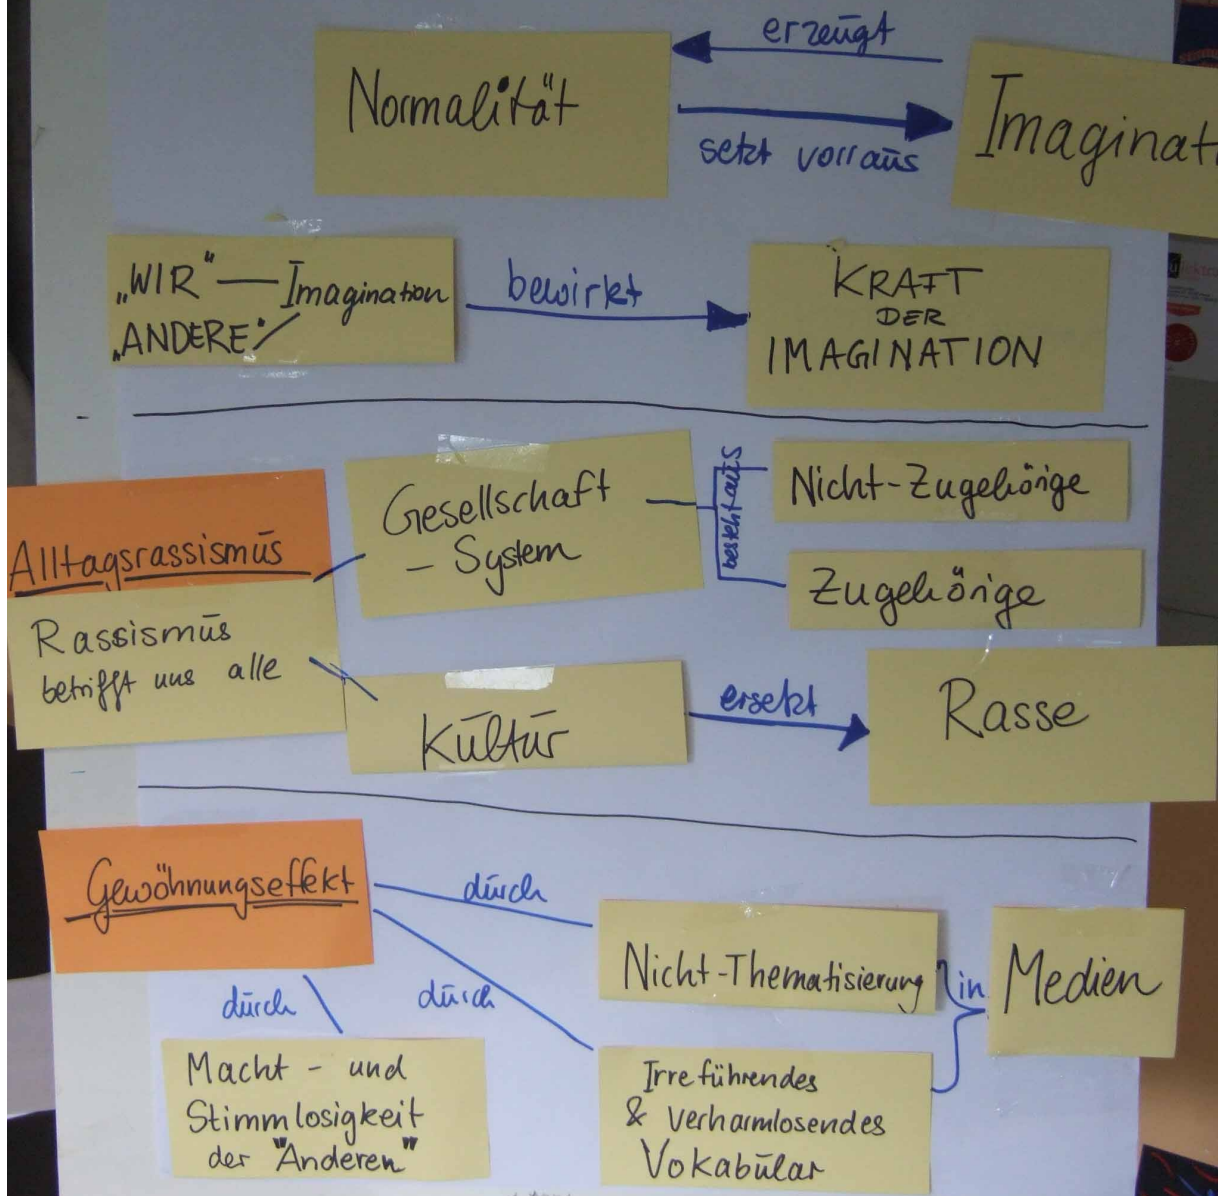 erzeugt
Normalität
Imaginat
setzt vorraus
„WIR" — Imagination
„ANDERE"
bewirkt
KRAFT
DER
IMAGINATION
Alltagsrassismus
Rassismus
betrifft uns alle
Gesellschaft
- System
besteht aus
Nicht-Zugehörige
Zugehörige
Kultur
ersetzt
Rasse
Gewöhnungseffekt
durch
durch
durch
Nicht-Thematisierung
in
Medien
Macht- und
Stimmlosigkeit
der "Anderen"
Irreführendes
& verharmlosendes
Vokabular